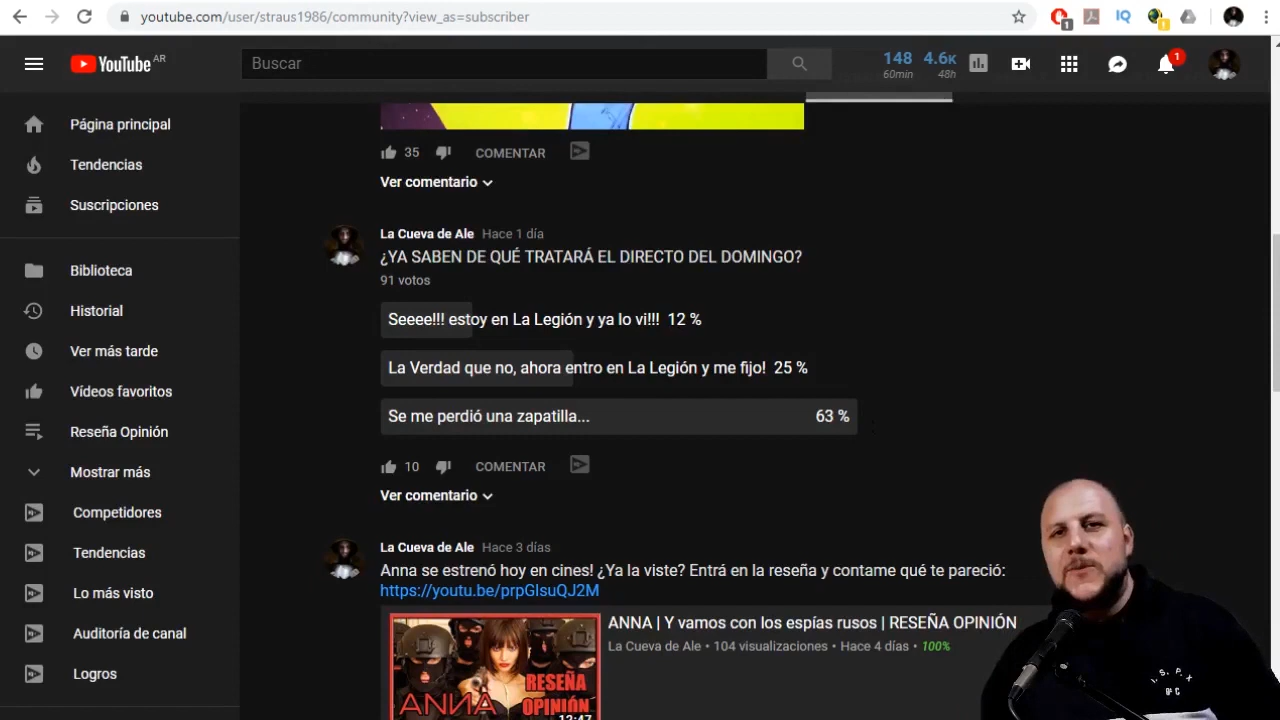 youtube.com/user/straus1986/community?view_as=subscriber
1
IQ
1
YouTube AR
Buscar
148
60min
4.6K
48h
1
Página principal
Tendencias
Suscripciones
Biblioteca
Historial
Ver más tarde
Vídeos favoritos
Reseña Opinión
Mostrar más
Competidores
Tendencias
Lo más visto
Auditoría de canal
Logros
35
COMENTAR
Ver comentario
La Cueva de Ale Hace 1 día
¿YA SABEN DE QUÉ TRATARÁ EL DIRECTO DEL DOMINGO?
91 votos
Seeee!!! estoy en La Legión y ya lo vi!!! 12 %
La Verdad que no, ahora entro en La Legión y me fijo! 25 %
Se me perdió una zapatilla... 63 %
10
COMENTAR
Ver comentario
La Cueva de Ale Hace 3 días
Anna se estrenó hoy en cines! ¿Ya la viste? Entrá en la reseña y contame qué te pareció:
https://youtu.be/prpGlsuQJ2M
ANNA
RESEÑA
OPINIÓN
12:47
ANNA | Y vamos con los espías rusos | RESEÑA OPINIÓN
La Cueva de Ale • 104 visualizaciones • Hace 4 días • 100%